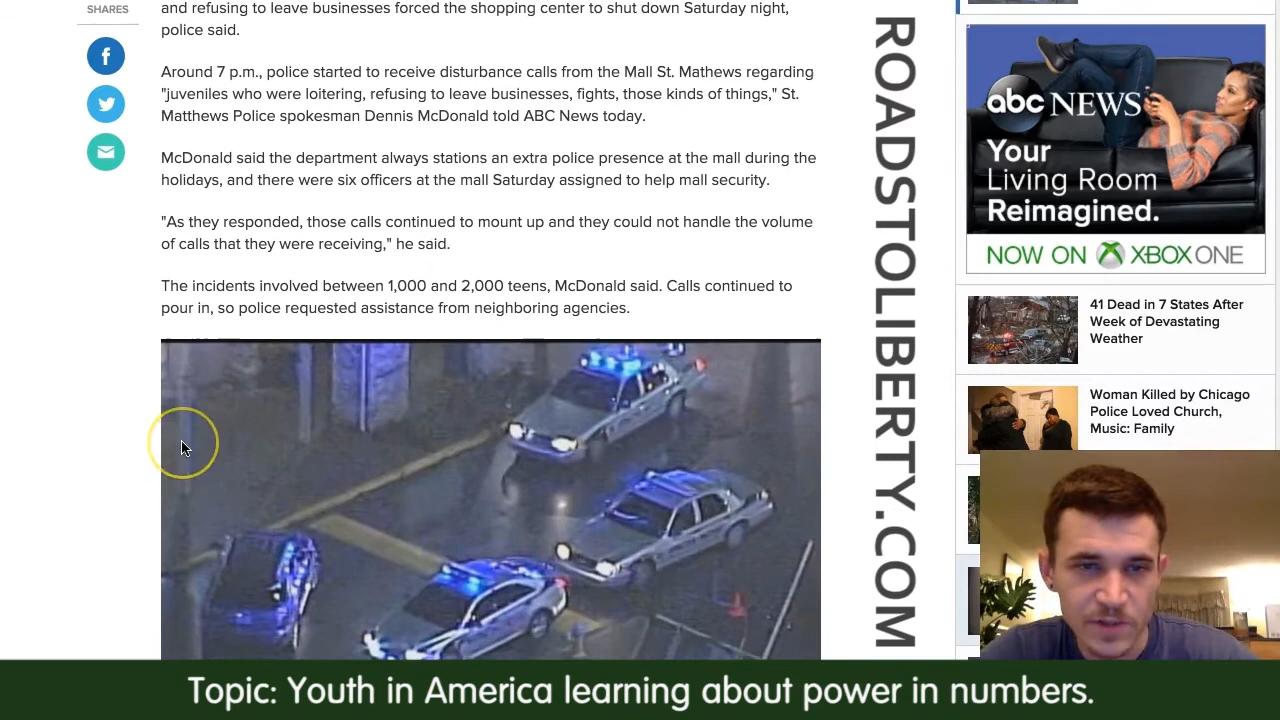 SHARES
and refusing to leave businesses forced the shopping center to shut down Saturday night,
police said.
Around 7 p.m., police started to receive disturbance calls from the Mall St. Mathews regarding
"juveniles who were loitering, refusing to leave businesses, fights, those kinds of things," St.
Matthews Police spokesman Dennis McDonald told ABC News today.
McDonald said the department always stations an extra police presence at the mall during the
holidays, and there were six officers at the mall Saturday assigned to help mall security.
"As they responded, those calls continued to mount up and they could not handle the volume
of calls that they were receiving," he said.
The incidents involved between 1,000 and 2,000 teens, McDonald said. Calls continued to
pour in, so police requested assistance from neighboring agencies.
ROADSTOLIBERTY.COM
abc NEWS
Your
Living Room
Reimagined.
NOW ON XBOX ONE
41 Dead in 7 States After
Week of Devastating
Weather
Woman Killed by Chicago
Police Loved Church,
Music: Family
Topic: Youth in America learning about power in numbers.